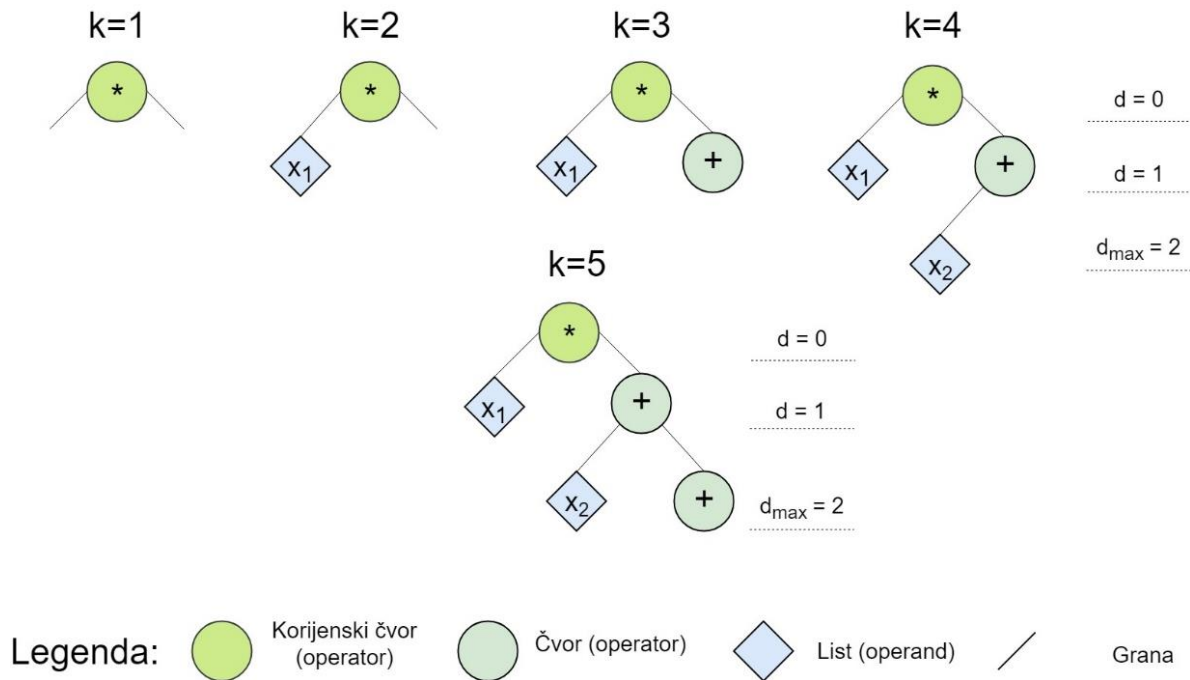 k=1
k=2
k=3
k=4
*
*
x1
*
x1
+
*
x1
+
x2
d = 0
d = 1
dmax = 2
k=5
*
x1
+
x2
+
d = 0
d = 1
dmax = 2
Legenda:
Korijenski čvor
(operator)
Čvor (operator)
List (operand)
Grana